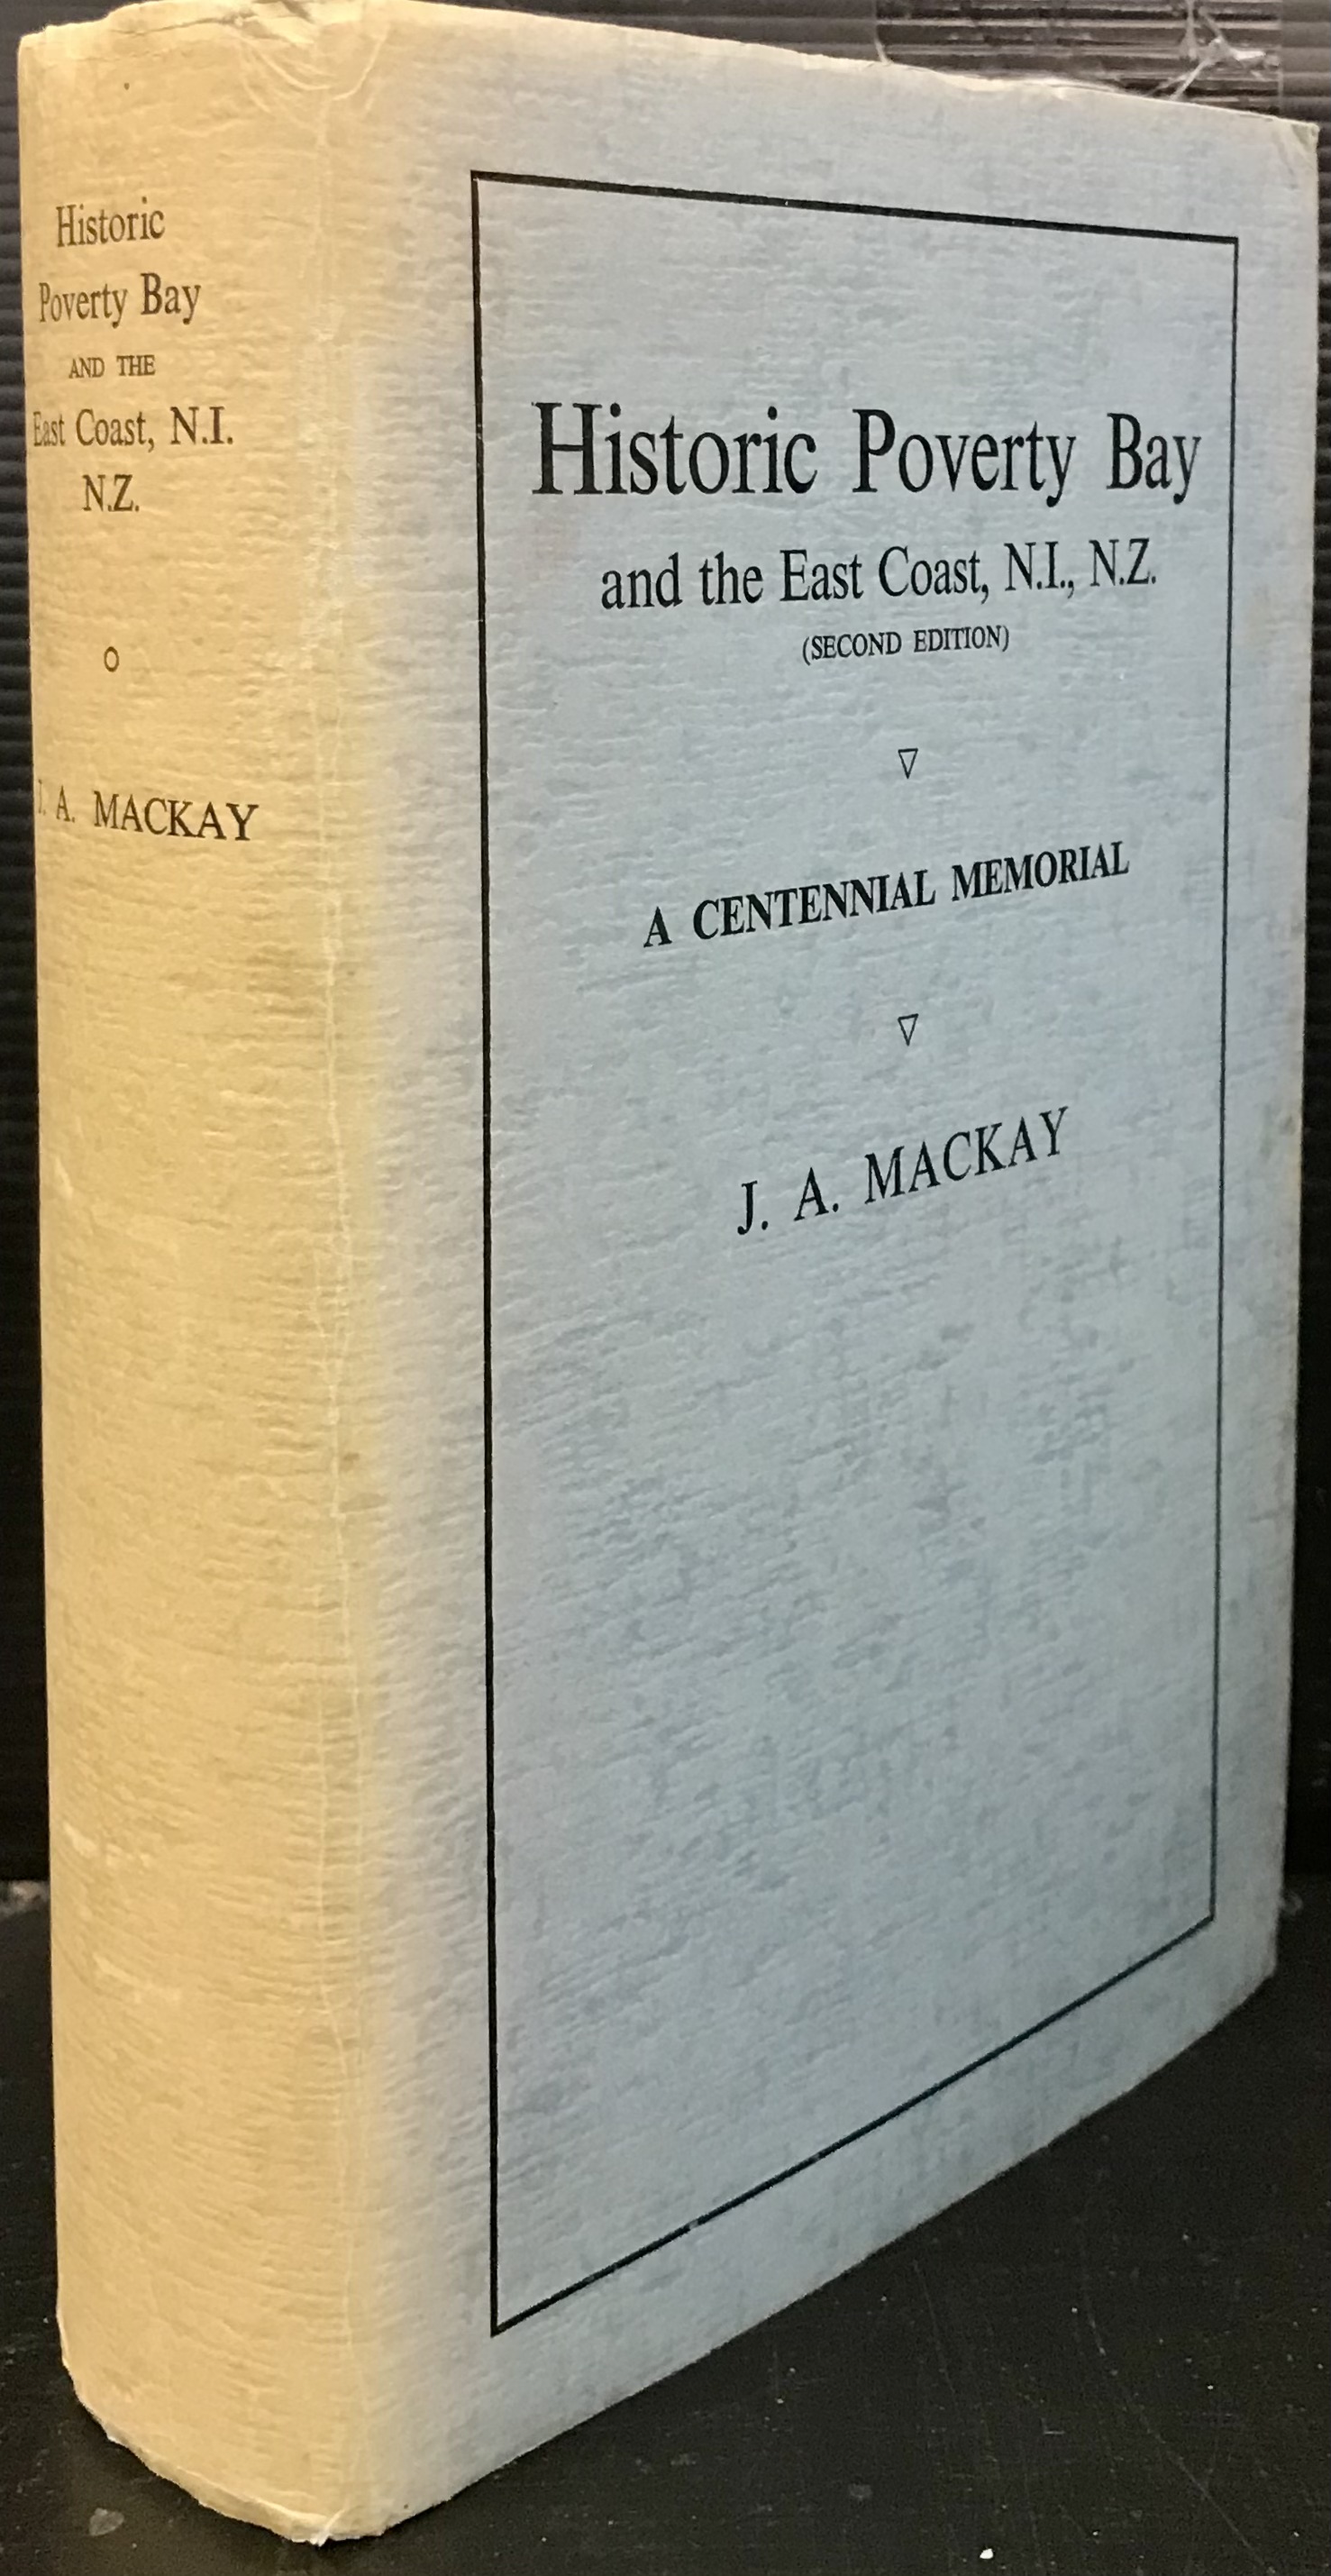 Historic
Poverty Bay
AND THE
East Coast, N.I.
N.Z.
J. A. MACKAY
Historic Poverty Bay
and the East Coast, N.I., N.Z.
(SECOND EDITION)
A CENTENNIAL MEMORIAL
J. A. MACKAY